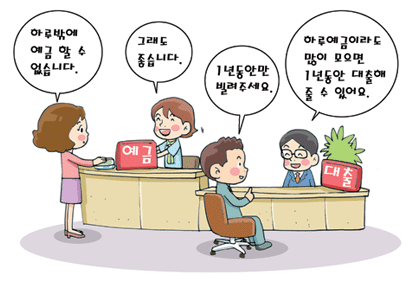 하루밖에
예금 할 수
없습니다.
그래도
좋습니다.
1년동안만
빌려주세요.
하루예금이라도
많이 모으면
1년동안 대출해
줄 수 있어요.
예금
대출